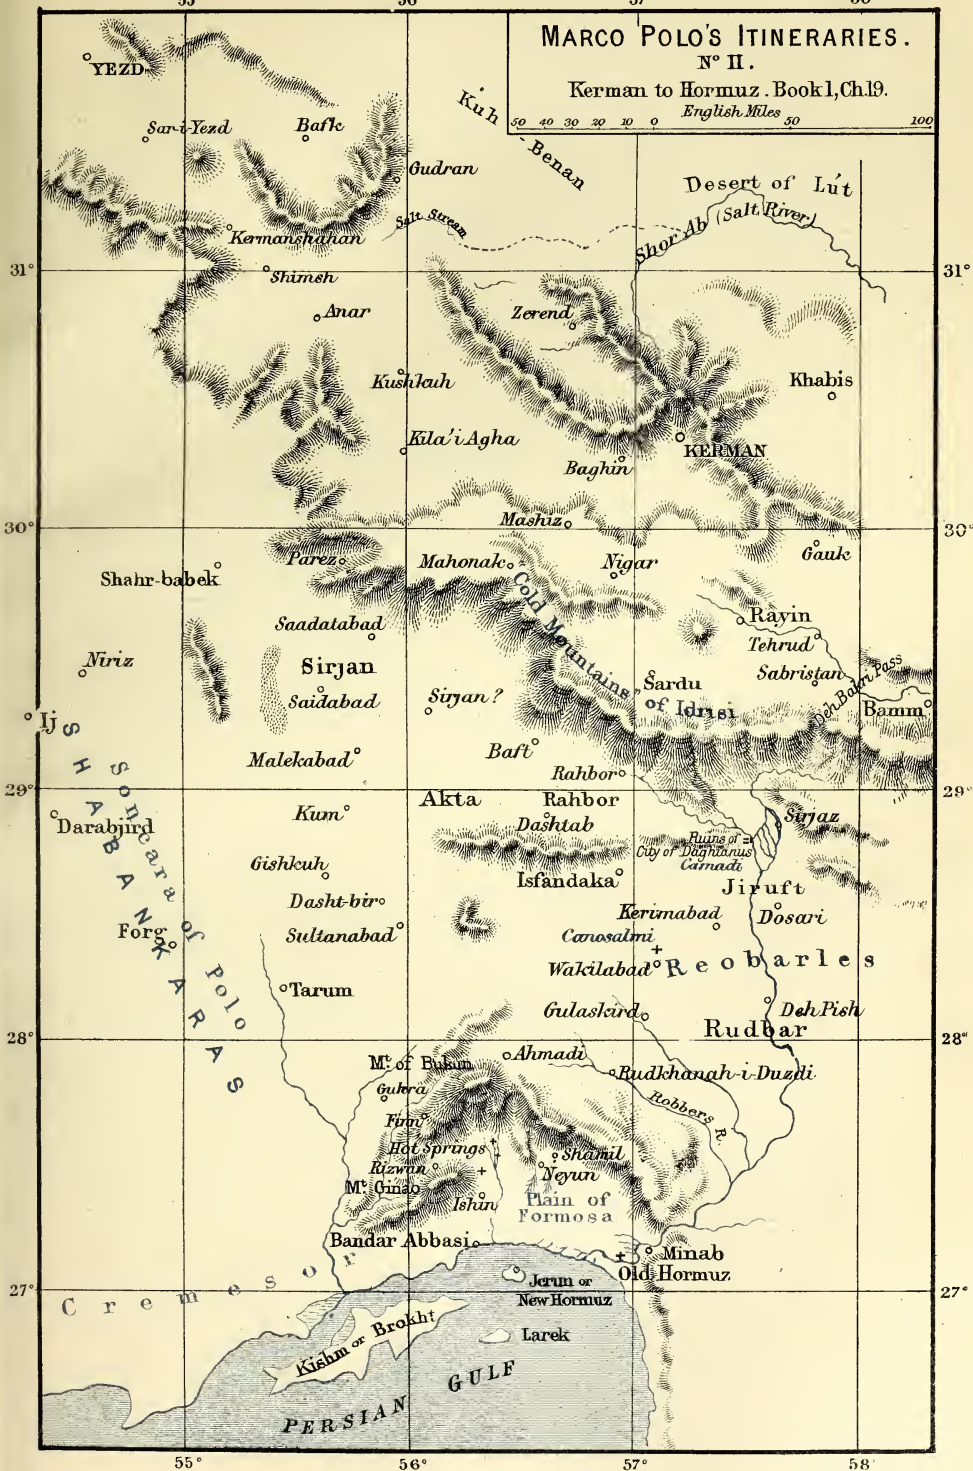 55°
56°
57°
58°
MARCO POLO'S ITINERARIES.
Nº II.
Kerman to Hormuz. Book 1, Ch.19.
English Miles
50 40 30 20 10 0 50 100
YEZD
Kuh-Benan
Sar-i-Yezd
Bafk
Gudran
Desert of Lút
Salt Stream
Shor Ab (Salt River)
Kermanshahan
31°
31°
Shimsh
Anar
Zerend
Kushkuh
Khabis
Kila'i Agha
KERMAN
Baghin
30°
Mashiz
30°
Gauk
Parez
Mahonak
Nigar
Shahr-babek
"Cold Mountains"
of Idrisi
Rayin
Saadatabad
Tehrud
Niriz
Sirjan
Sabristan
Deh Bakri Pass
Sardu
Saidabad
Sirjan?
Bamm
Ij
SHABANKARAS
Baft
Malekabad
Rahbor
29°
29°
Soncara of Polo
Akta
Rahbor
Kum
Dashtab
Sirjaz
Darabjird
Ruins of
City of Daghianus
Camadi
Gishkuh
Isfandaka
Jiruft
Dasht-bir
Kerimabad
Dosari
Forg
Sultanabad
Canosalmi
Wakilabad
Reobarles
Tarum
Gulaskird
Deh Pish
Rudbar
28°
28°
Ahmadi
Mt. of Bukun
Rudkhanah-i-Duzdi
Guhra
Robbers R.
Finn
Hot Springs
Shamil
Rizwan
Neyun
Mt. Ginao
Ishin
Plain of
Formosa
Bandar Abbasi
Minab
Old Hormuz
Cremesor
27°
27°
Jerun or
New Hormuz
Kishm or Brokht
Larek
PERSIAN GULF
55°
56°
57°
58°